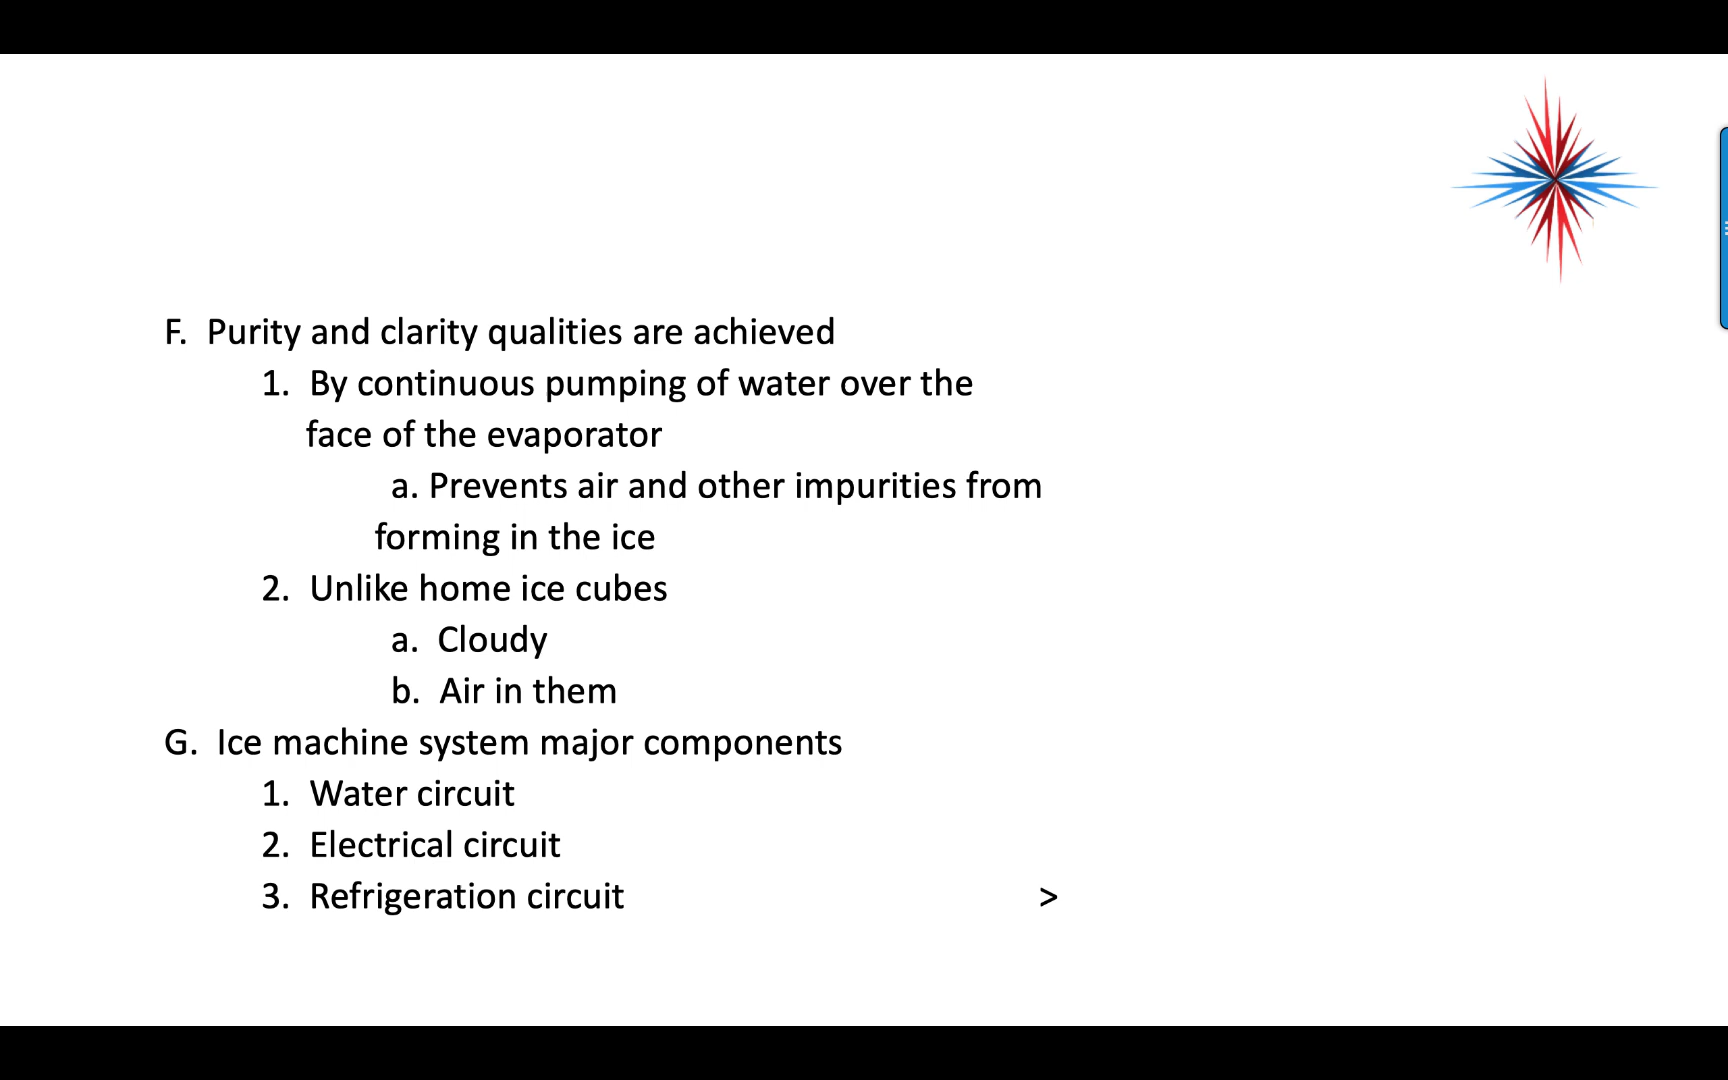 F. Purity and clarity qualities are achieved
1. By continuous pumping of water over the
face of the evaporator
a. Prevents air and other impurities from
forming in the ice
2. Unlike home ice cubes
a. Cloudy
b. Air in them
G. Ice machine system major components
1. Water circuit
2. Electrical circuit
3. Refrigeration circuit >